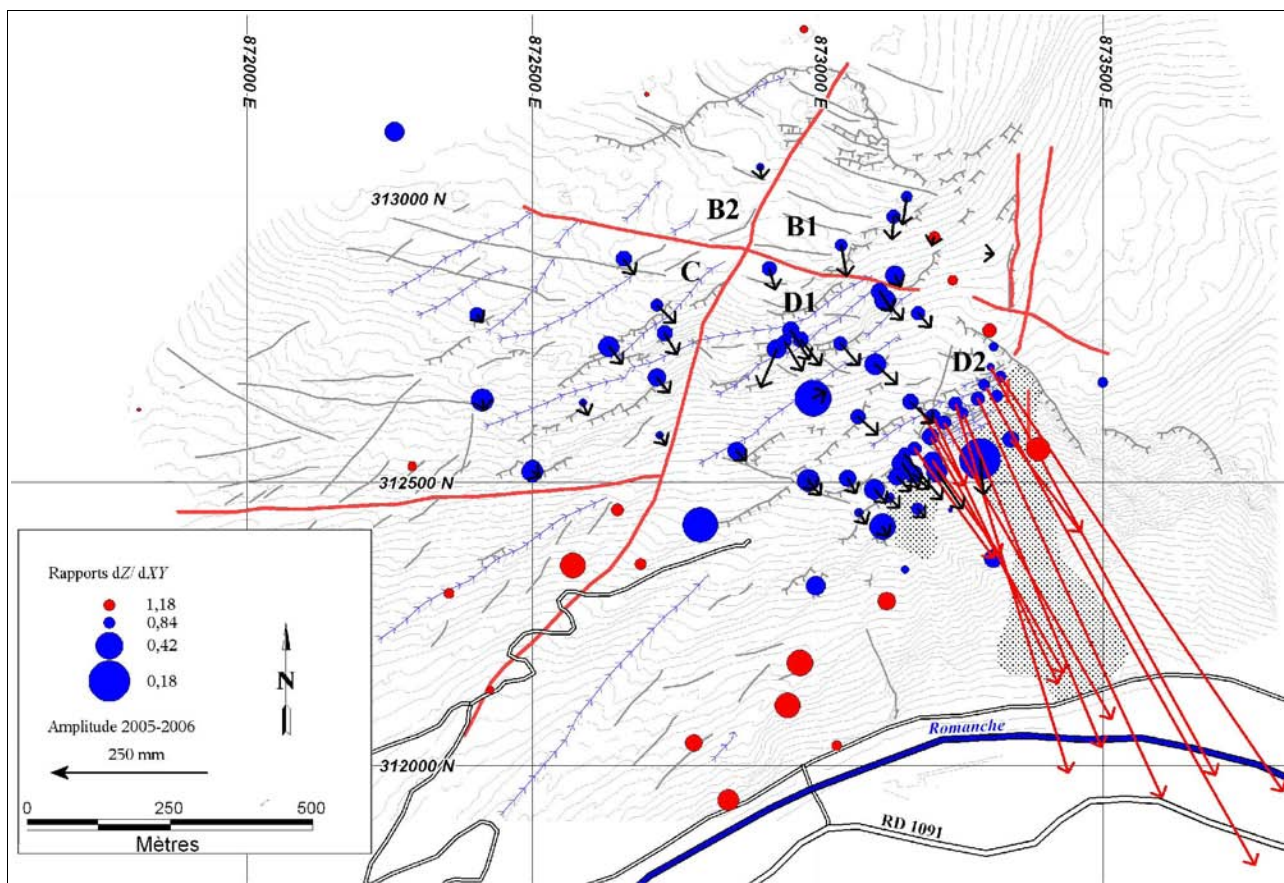 872000 E
872500 E
873000 E
873500 E
313000 N
B2
B1
C
D1
D2
312500 N
Rapports dZ/ dXY
1,18
0,84
0,42
0,18
N
Amplitude 2005-2006
250 mm
0 250 500
Mètres
312000 N
Romanche
RD 1091